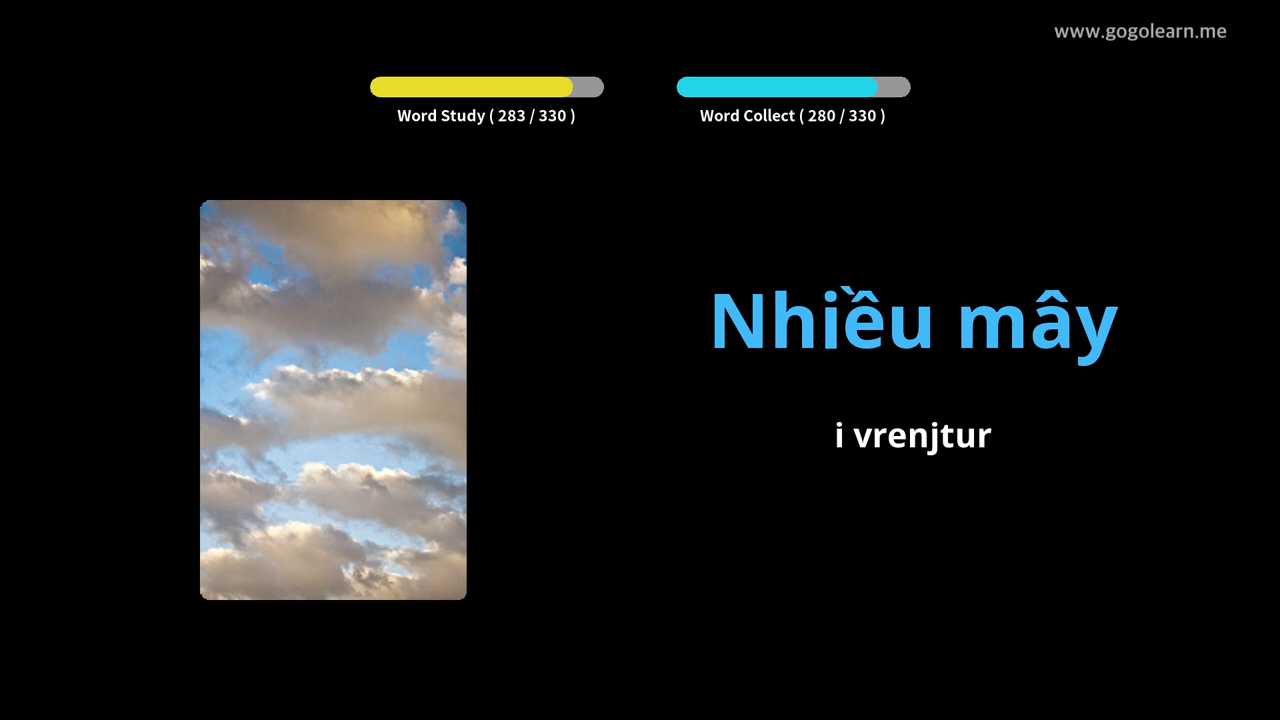 www.gogolearn.me
Word Study ( 283 / 330 )
Word Collect ( 280 / 330 )
Nhiều mây
i vrenjtur